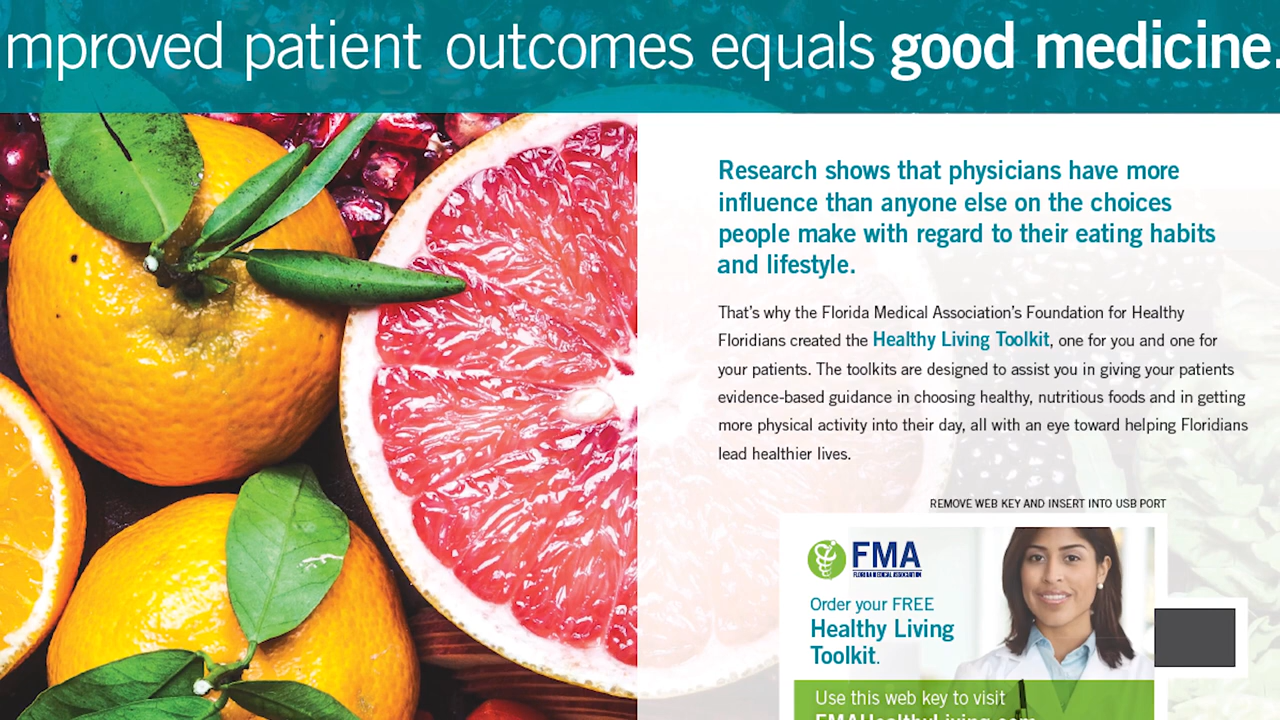 mproved patient outcomes equals good medicine.
Research shows that physicians have more
influence than anyone else on the choices
people make with regard to their eating habits
and lifestyle.
That's why the Florida Medical Association's Foundation for Healthy
Floridians created the Healthy Living Toolkit, one for you and one for
your patients. The toolkits are designed to assist you in giving your patients
evidence-based guidance in choosing healthy, nutritious foods and in getting
more physical activity into their day, all with an eye toward helping Floridians
lead healthier lives.
REMOVE WEB KEY AND INSERT INTO USB PORT
FMA
FLORIDA MEDICAL ASSOCIATION
Order your FREE
Healthy Living
Toolkit.
Use this web key to visit
FMAHealthyLiving.com